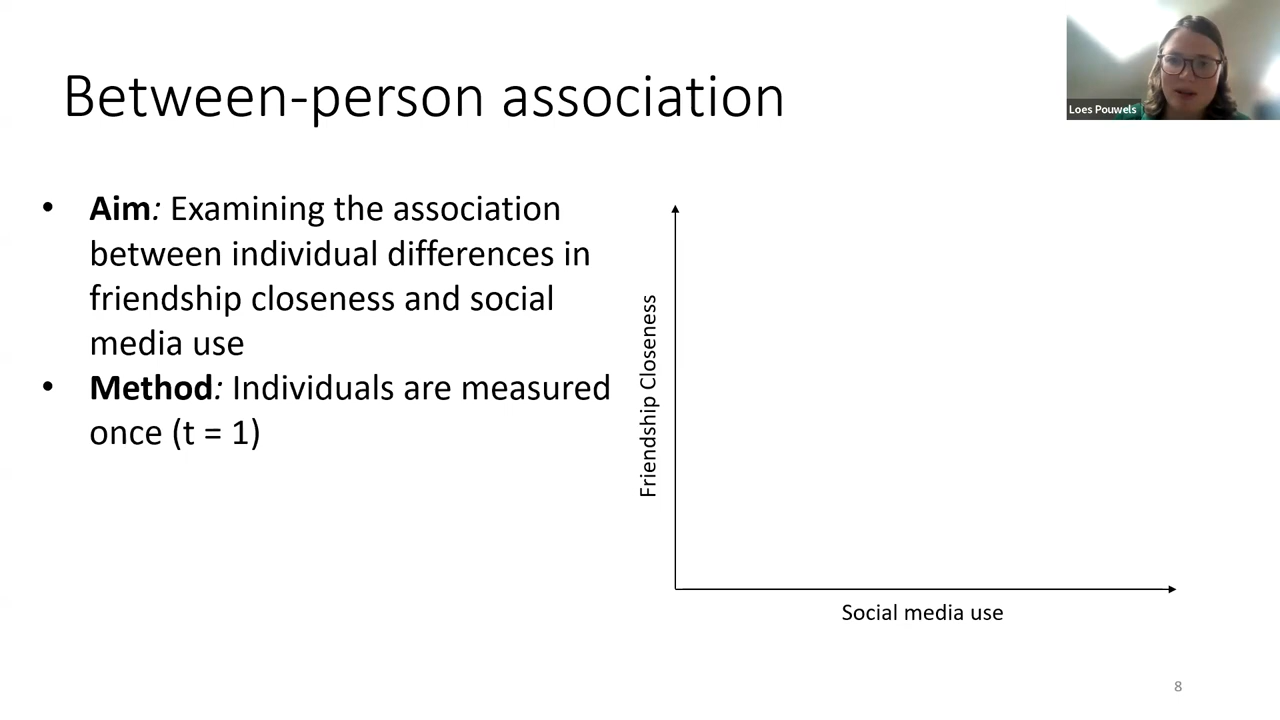 Between-person association
Loes Pouwels
• Aim: Examining the association
between individual differences in
friendship closeness and social
media use
• Method: Individuals are measured
once (t = 1)
Friendship Closeness
Social media use
8